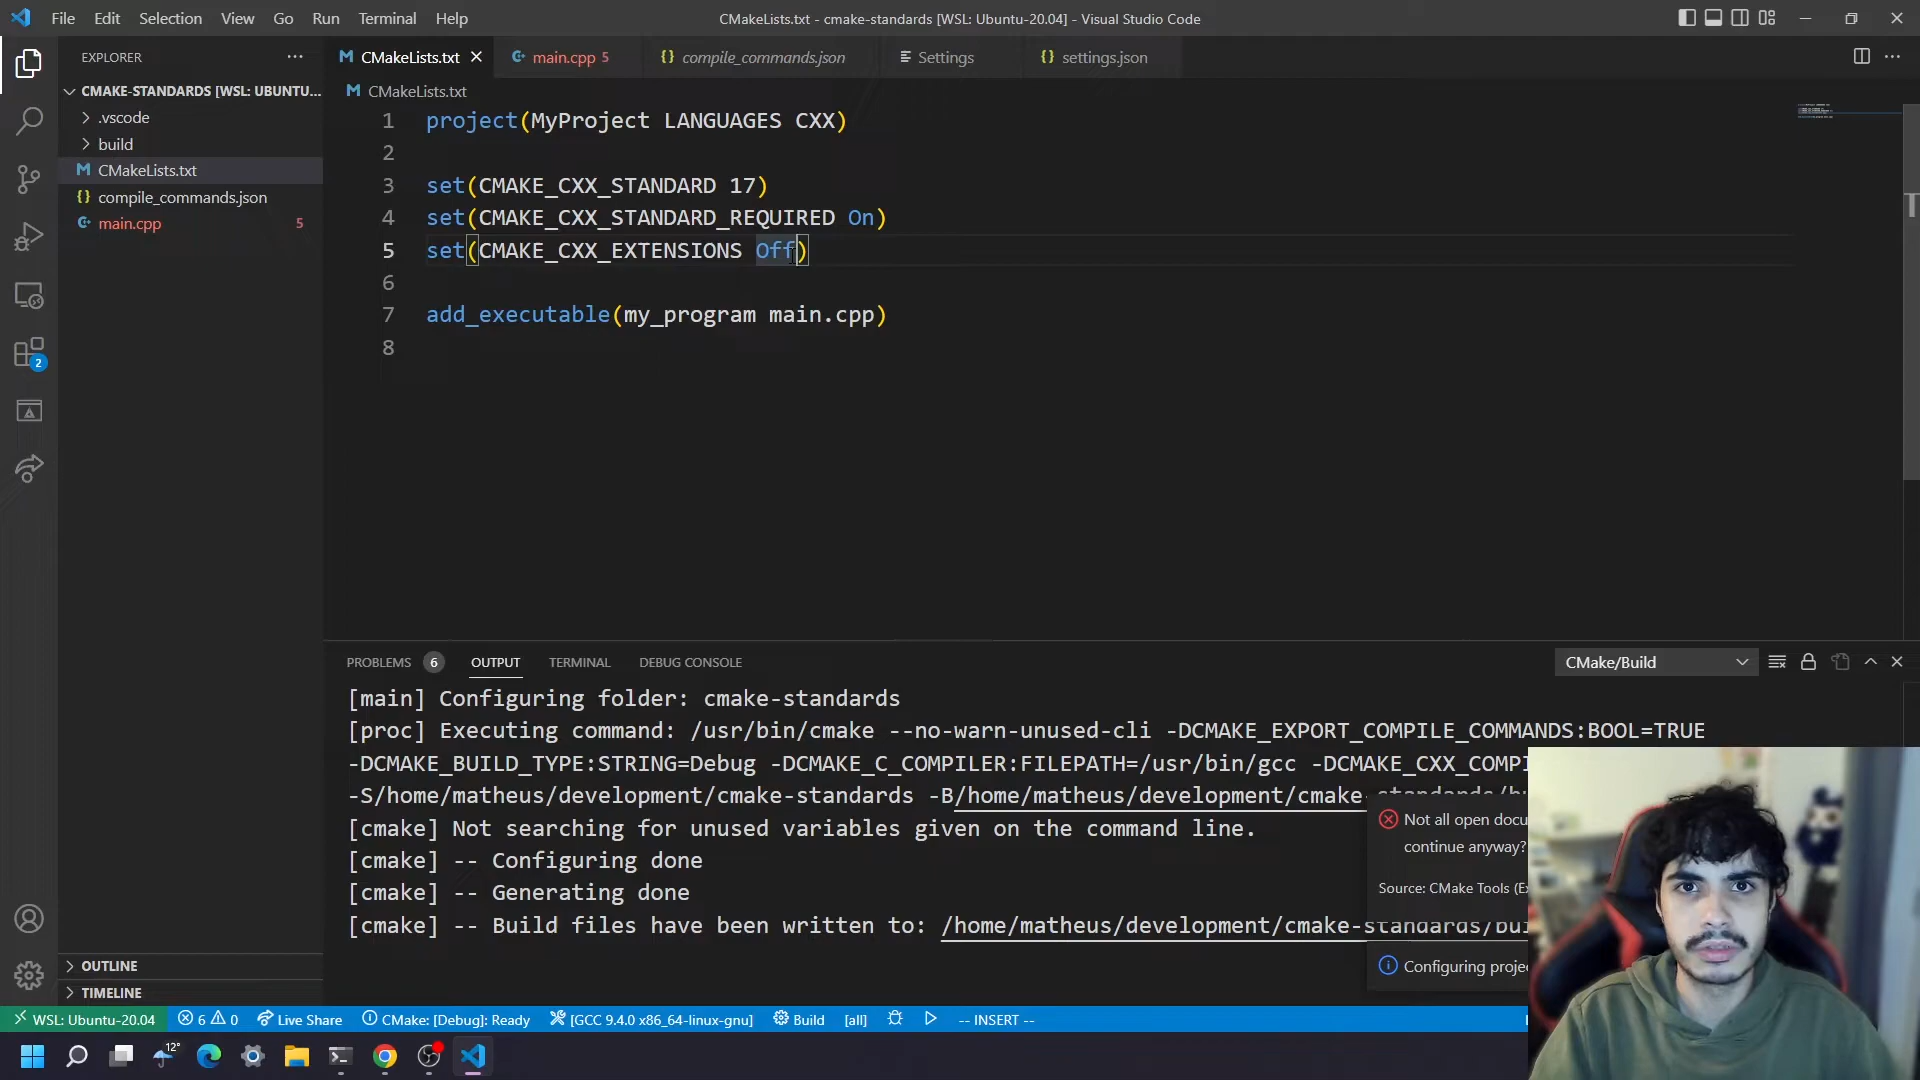 File Edit Selection View Go Run Terminal Help
CMakeLists.txt - cmake-standards [WSL: Ubuntu-20.04] - Visual Studio Code
EXPLORER
CMakeLists.txt
main.cpp 5
compile_commands.json
Settings
settings.json
CMAKE-STANDARDS [WSL: UBUNTU...
.vscode
build
CMakeLists.txt
compile_commands.json
main.cpp 5
CMakeLists.txt
1 project(MyProject LANGUAGES CXX)
2
3 set(CMAKE_CXX_STANDARD 17)
4 set(CMAKE_CXX_STANDARD_REQUIRED On)
5 set(CMAKE_CXX_EXTENSIONS Off)
6
7 add_executable(my_program main.cpp)
8
2
PROBLEMS 6 OUTPUT TERMINAL DEBUG CONSOLE
CMake/Build
[main] Configuring folder: cmake-standards
[proc] Executing command: /usr/bin/cmake --no-warn-unused-cli -DCMAKE_EXPORT_COMPILE_COMMANDS:BOOL=TRUE
-DCMAKE_BUILD_TYPE:STRING=Debug -DCMAKE_C_COMPILER:FILEPATH=/usr/bin/gcc -DCMAKE_CXX_COMPI
-S/home/matheus/development/cmake-standards -B/home/matheus/development/cmake-standards/bu
[cmake] Not searching for unused variables given on the command line.
[cmake] -- Configuring done
[cmake] -- Generating done
[cmake] -- Build files have been written to: /home/matheus/development/cmake-standards/bui
Not all open docu
continue anyway?
Source: CMake Tools (Ex
Configuring proje
OUTLINE
TIMELINE
WSL: Ubuntu-20.04 6 0 Live Share CMake: [Debug]: Ready [GCC 9.4.0 x86_64-linux-gnu] Build [all] -- INSERT --
12°